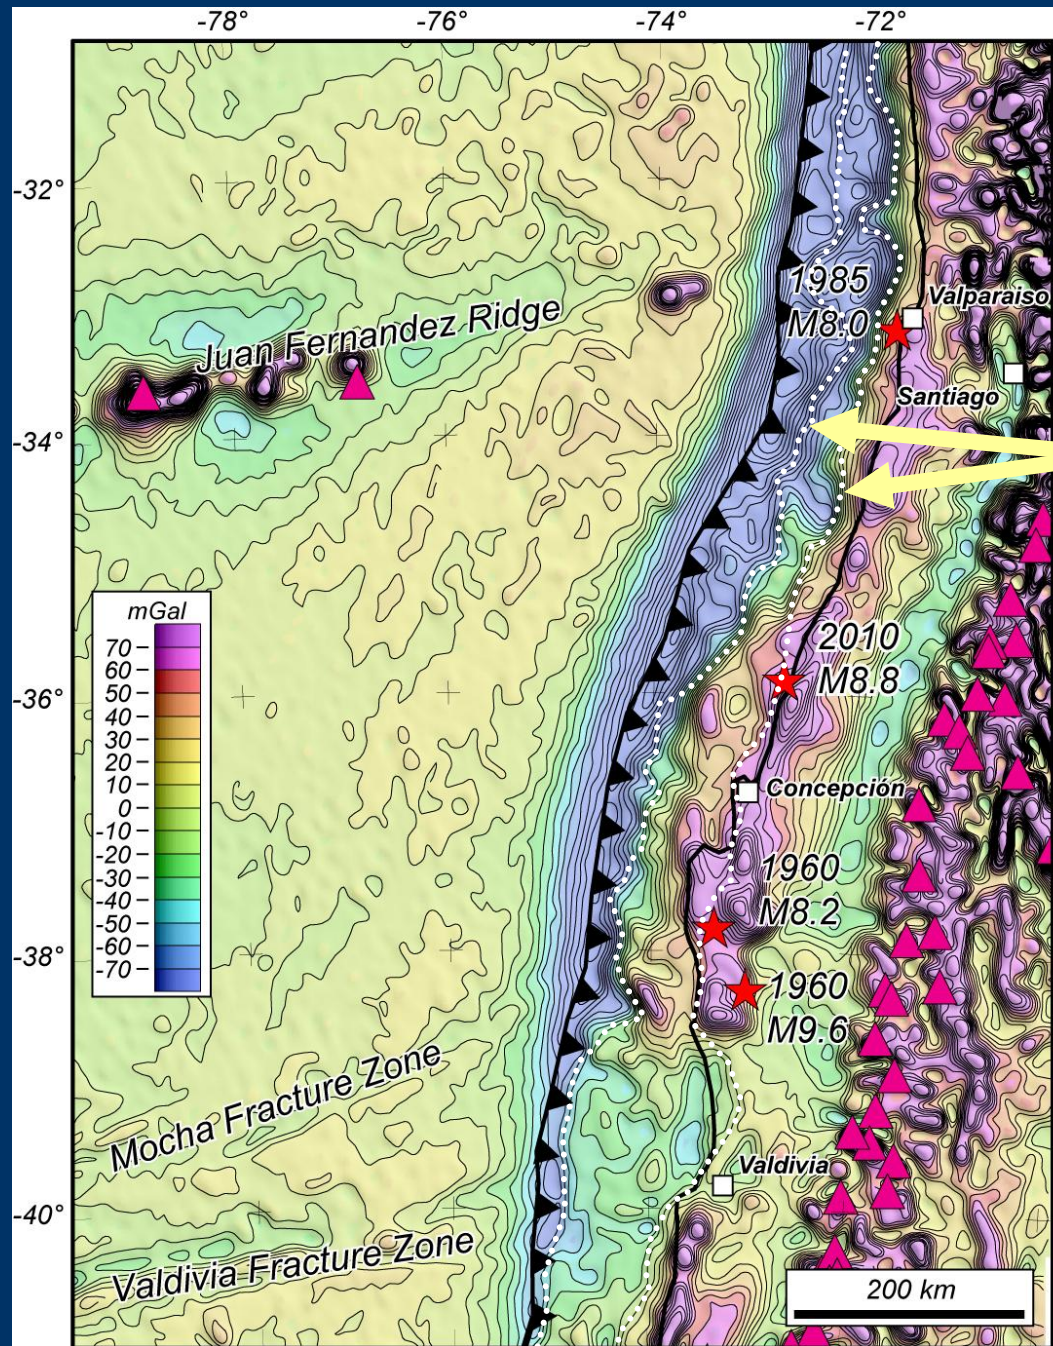 -78°
-76°
-74°
-72°
-32°
-34°
-36°
-38°
-40°
1985
M8.0
Valparaiso
Juan Fernandez Ridge
Santiago
mGal
70
60
50
40
30
20
10
0
-10
-20
-30
-40
-50
-60
-70
2010
M8.8
Concepción
1960
M8.2
1960
M9.6
Mocha Fracture Zone
Valdivia
Valdivia Fracture Zone
200 km